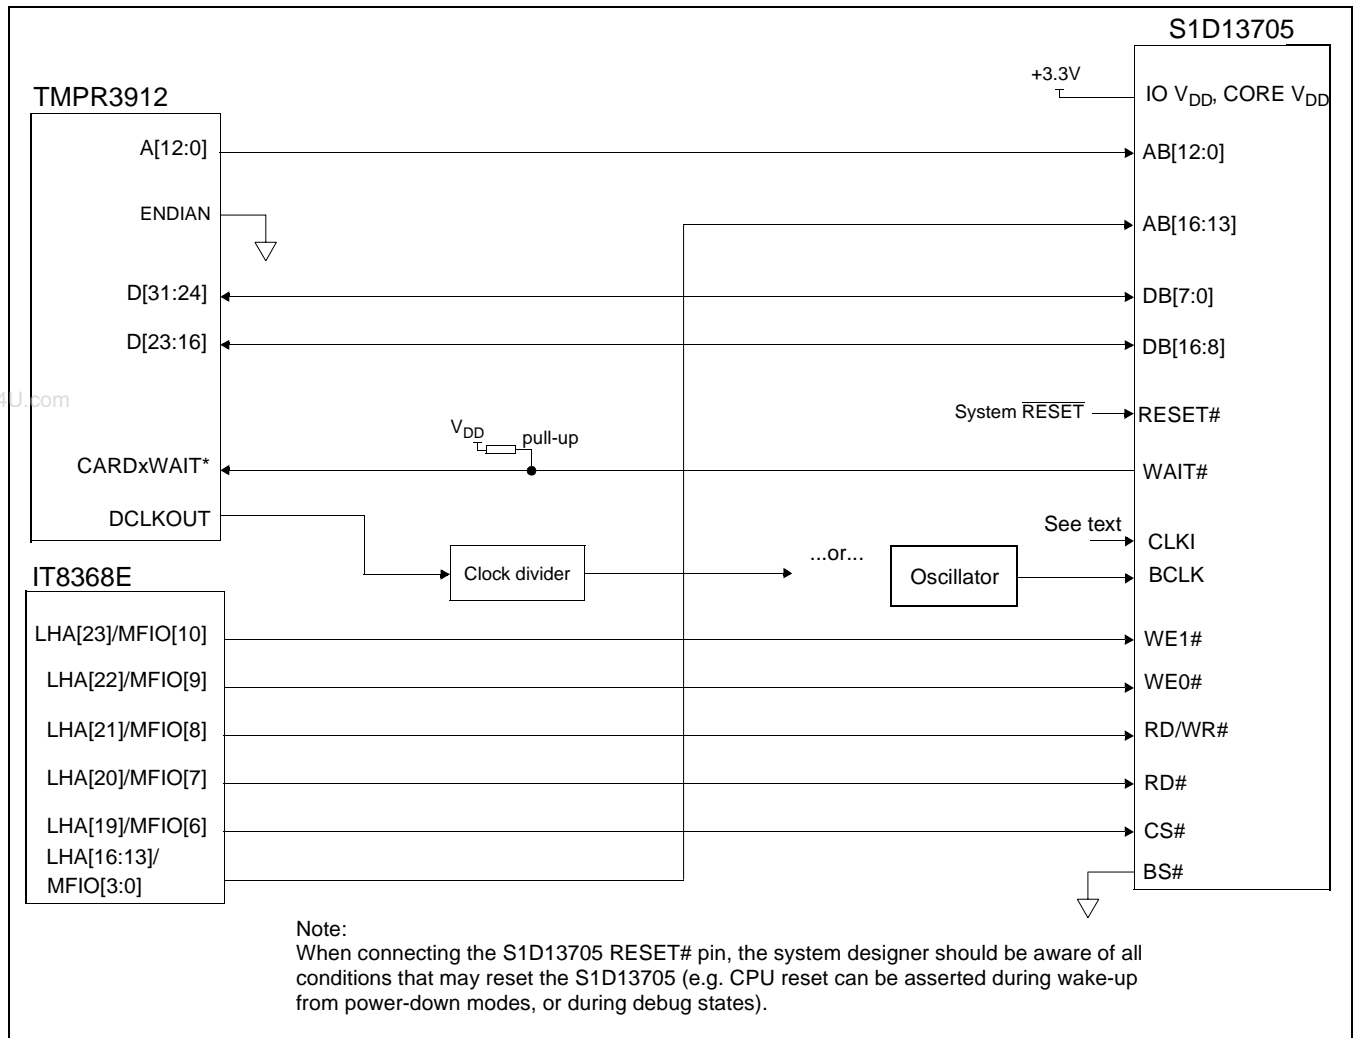 S1D13705
+3.3V
IO VDD, CORE VDD
TMPR3912
A[12:0]
AB[12:0]
ENDIAN
AB[16:13]
D[31:24]
DB[7:0]
D[23:16]
DB[16:8]
4U.com
System RESET
RESET#
VDD
pull-up
CARDxWAIT*
WAIT#
DCLKOUT
See text
CLKI
...or...
Clock divider
Oscillator
BCLK
IT8368E
LHA[23]/MFIO[10]
WE1#
LHA[22]/MFIO[9]
WE0#
LHA[21]/MFIO[8]
RD/WR#
LHA[20]/MFIO[7]
RD#
LHA[19]/MFIO[6]
CS#
LHA[16:13]/
MFIO[3:0]
BS#
Note:
When connecting the S1D13705 RESET# pin, the system designer should be aware of all
conditions that may reset the S1D13705 (e.g. CPU reset can be asserted during wake-up
from power-down modes, or during debug states).